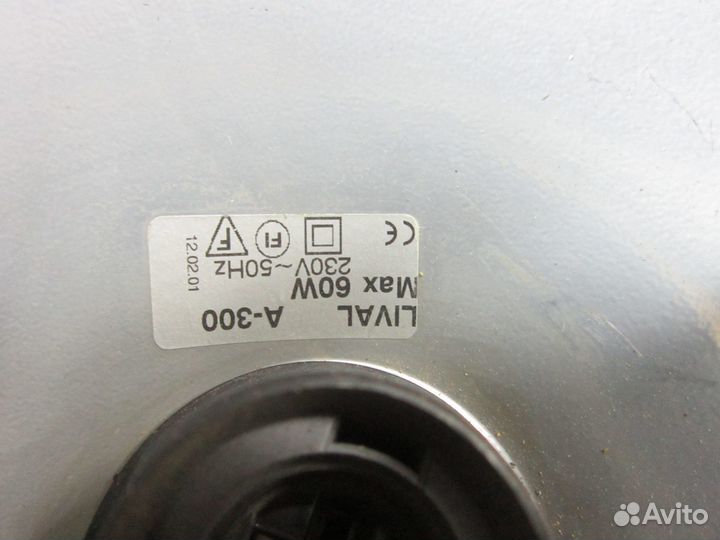 LIVAL A-300
Max 60W
230V~50Hz
CE FI F
12.02.01
Avito